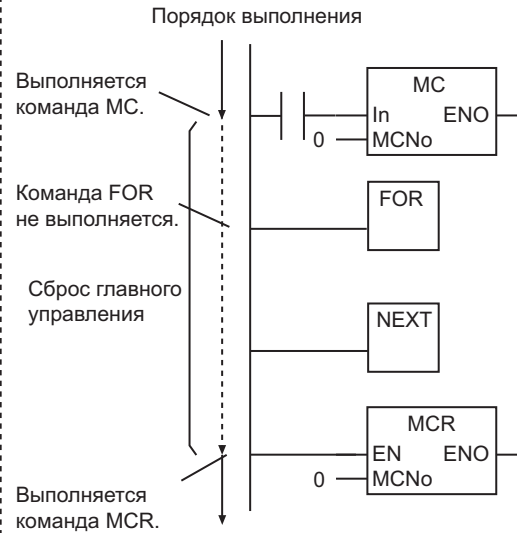 Порядок выполнения
Выполняется
команда MC.
MC
In ENO
0 MCNo
Команда FOR
не выполняется.
FOR
Сброс главного
управления
NEXT
MCR
EN ENO
0 MCNo
Выполняется
команда MCR.